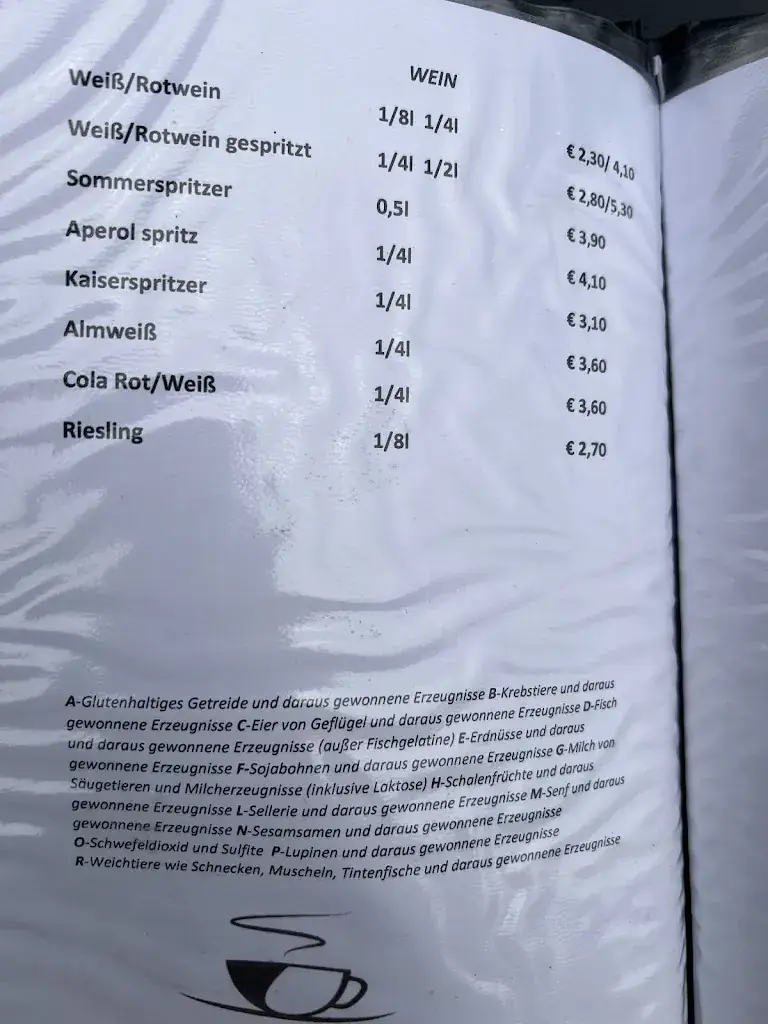 WEIN
Weiß/Rotwein 1/8l 1/4l € 2,30/ 4,10
Weiß/Rotwein gespritzt 1/4l 1/2l € 2,80/5,30
Sommerspritzer 0,5l € 3,90
Aperol spritz 1/4l € 4,10
Kaiserspritzer 1/4l € 3,10
Almweiß 1/4l € 3,60
Cola Rot/Weiß 1/4l € 3,60
Riesling 1/8l € 2,70
A-Glutenhaltiges Getreide und daraus gewonnene Erzeugnisse B-Krebstiere und daraus
gewonnene Erzeugnisse C-Eier von Geflügel und daraus gewonnene Erzeugnisse D-Fisch
und daraus gewonnene Erzeugnisse (außer Fischgelatine) E-Erdnüsse und daraus
gewonnene Erzeugnisse F-Sojabohnen und daraus gewonnene Erzeugnisse G-Milch von
Säugetieren und Milcherzeugnisse (inklusive Laktose) H-Schalenfrüchte und daraus
gewonnene Erzeugnisse L-Sellerie und daraus gewonnene Erzeugnisse M-Senf und daraus
gewonnene Erzeugnisse N-Sesamsamen und daraus gewonnene Erzeugnisse
O-Schwefeldioxid und Sulfite P-Lupinen und daraus gewonnene Erzeugnisse
R-Weichtiere wie Schnecken, Muscheln, Tintenfische und daraus gewonnene Erzeugnisse